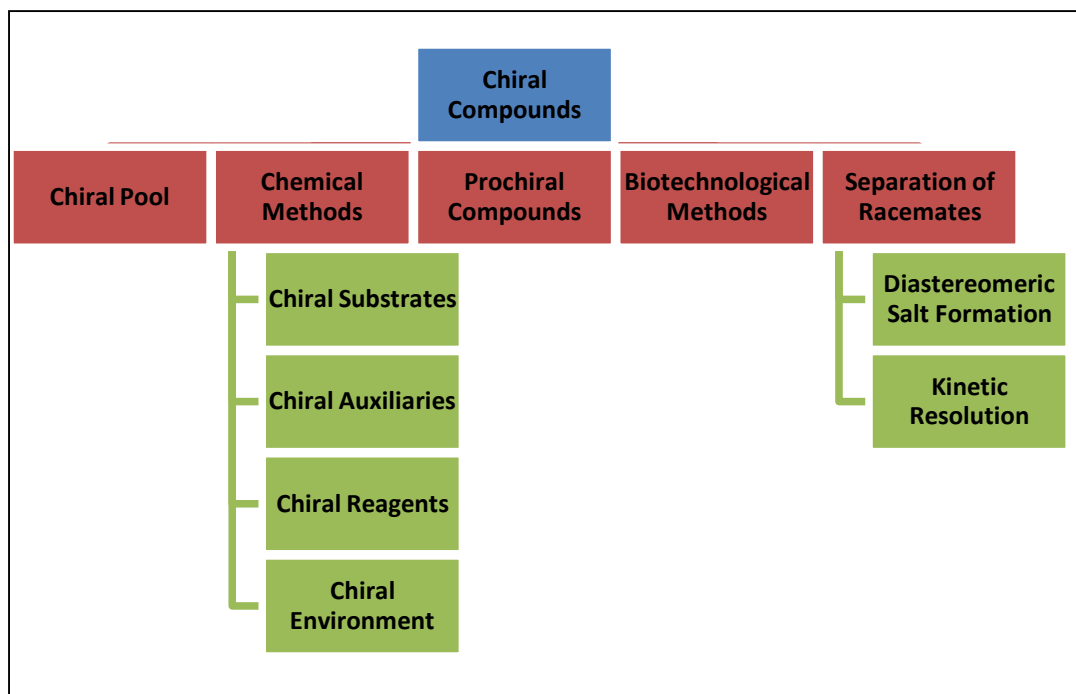 Chiral
Compounds
Chiral Pool
Chemical
Methods
Prochiral
Compounds
Biotechnological
Methods
Separation of
Racemates
Chiral Substrates
Chiral Auxiliaries
Chiral Reagents
Chiral
Environment
Diastereomeric
Salt Formation
Kinetic
Resolution